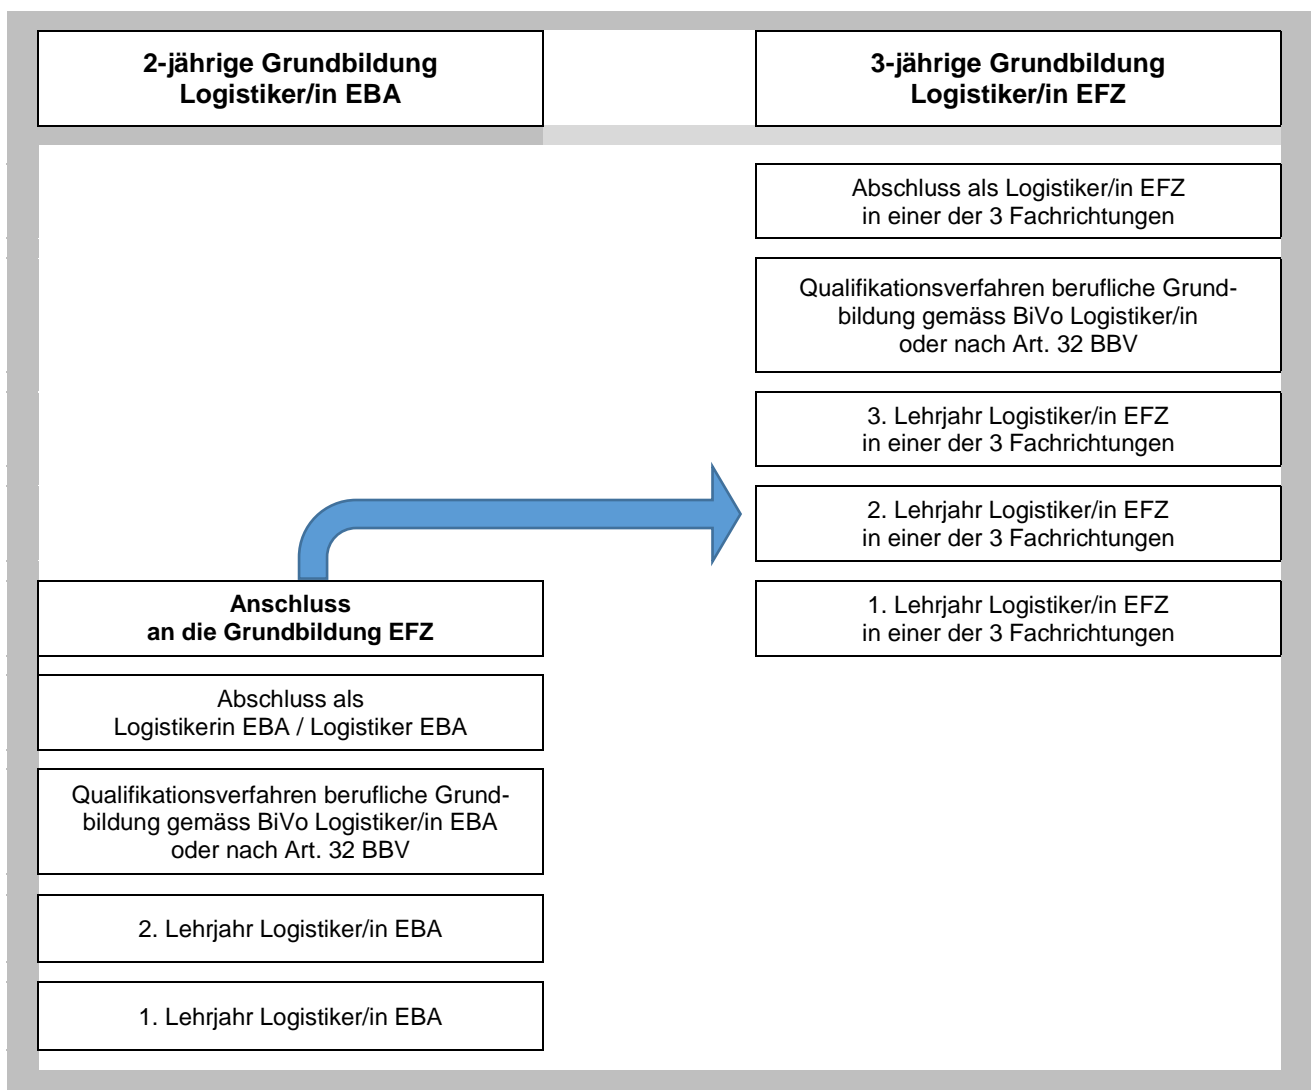 2-jährige Grundbildung
Logistiker/in EBA
3-jährige Grundbildung
Logistiker/in EFZ
Abschluss als Logistiker/in EFZ
in einer der 3 Fachrichtungen
Qualifikationsverfahren berufliche Grund-
bildung gemäss BiVo Logistiker/in
oder nach Art. 32 BBV
3. Lehrjahr Logistiker/in EFZ
in einer der 3 Fachrichtungen
2. Lehrjahr Logistiker/in EFZ
in einer der 3 Fachrichtungen
1. Lehrjahr Logistiker/in EFZ
in einer der 3 Fachrichtungen
Anschluss
an die Grundbildung EFZ
Abschluss als
Logistikerin EBA / Logistiker EBA
Qualifikationsverfahren berufliche Grund-
bildung gemäss BiVo Logistiker/in EBA
oder nach Art. 32 BBV
2. Lehrjahr Logistiker/in EBA
1. Lehrjahr Logistiker/in EBA